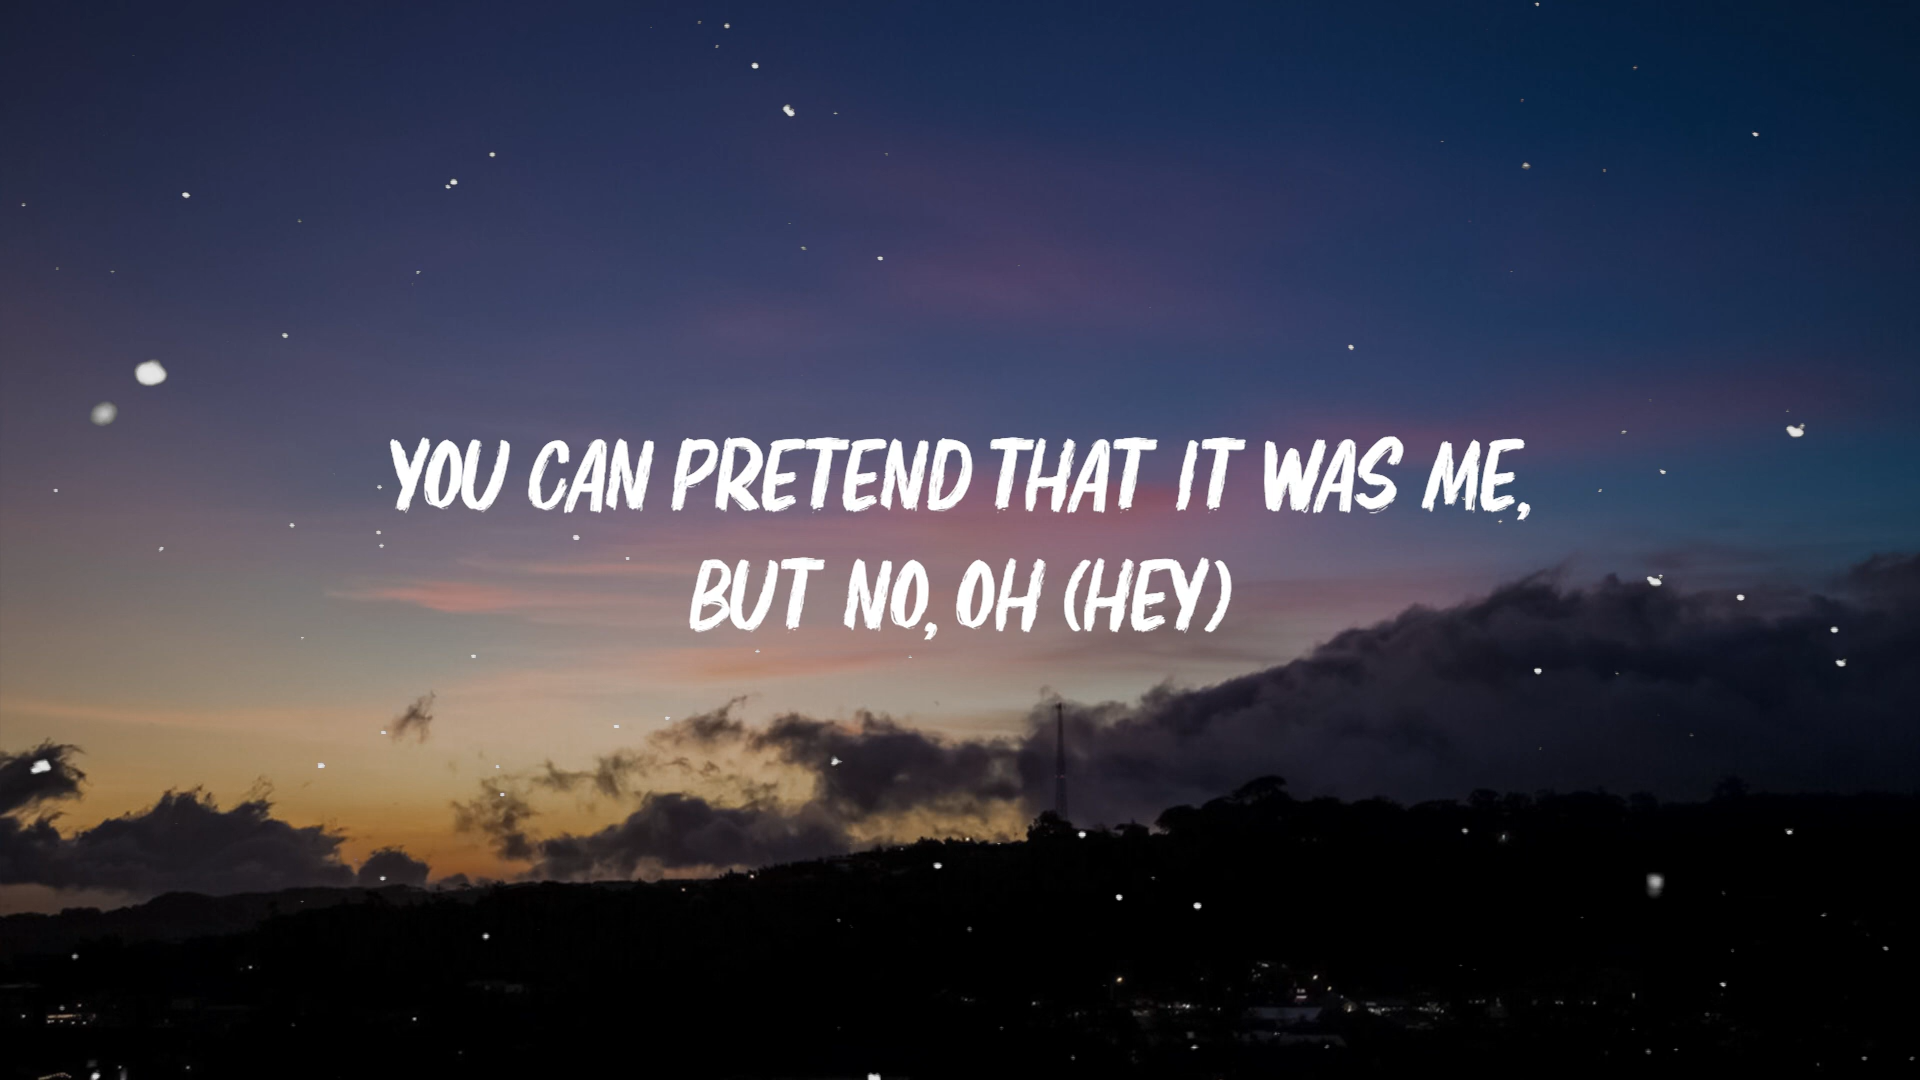 YOU CAN PRETEND THAT IT WAS ME,
BUT NO, OH (HEY)